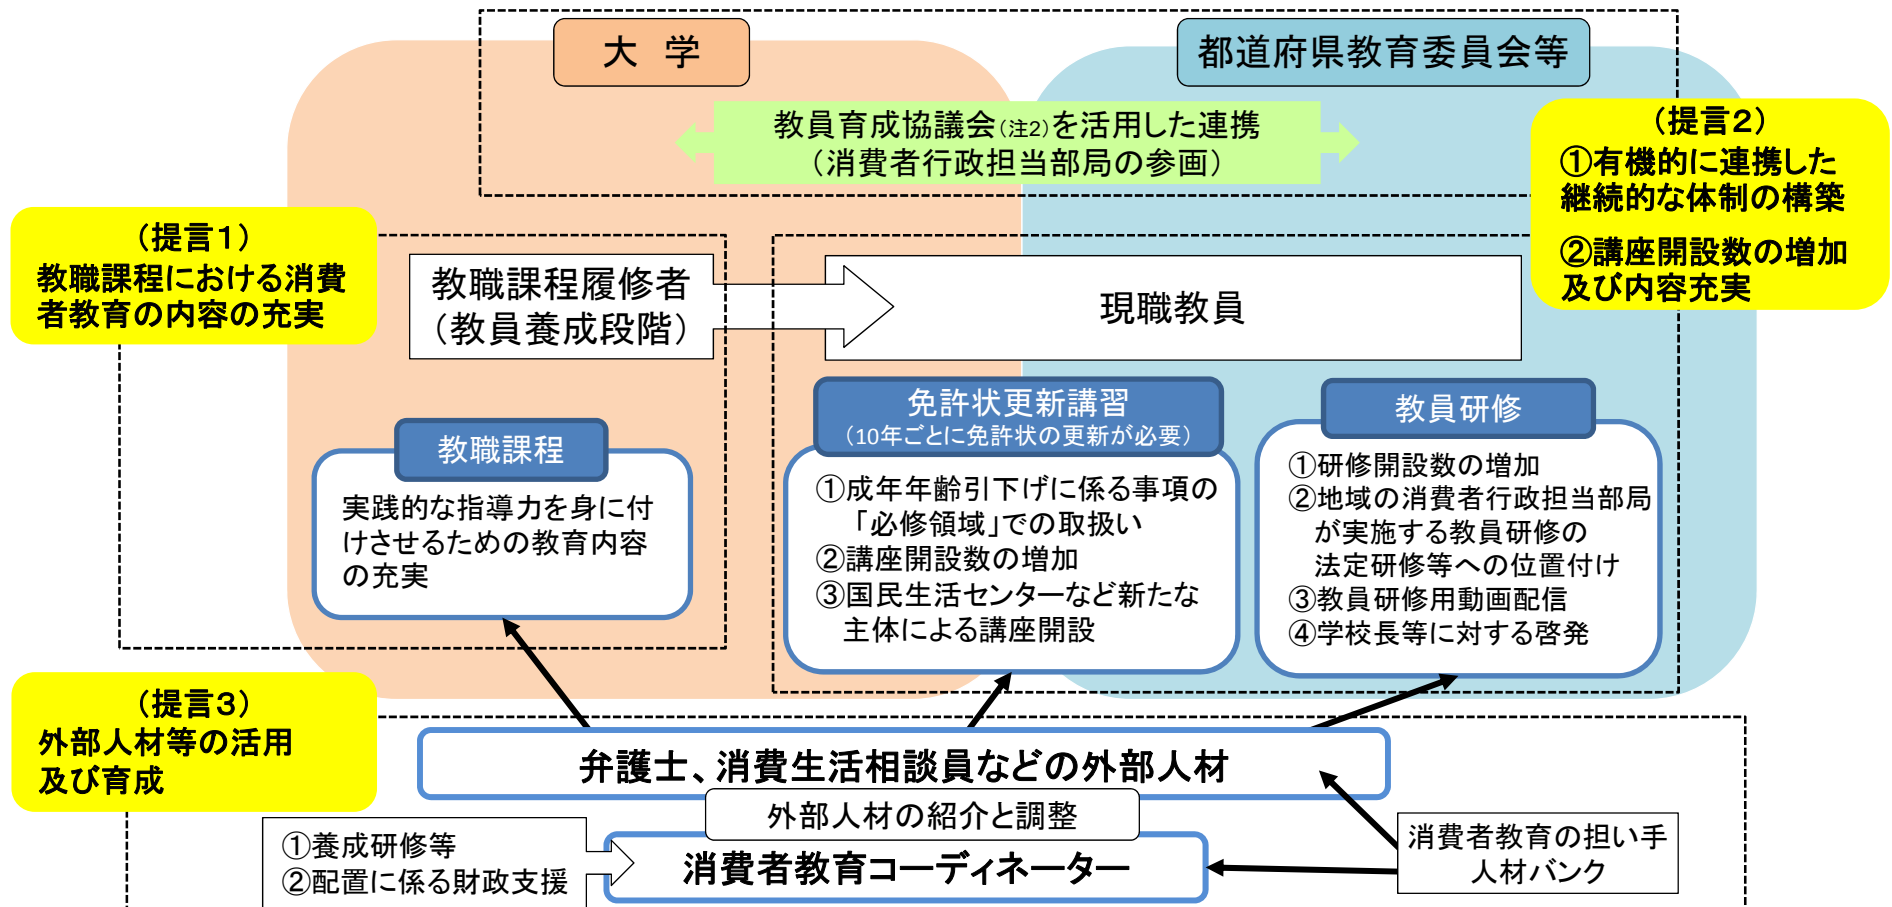 大 学
都道府県教育委員会等
教員育成協議会(注2)を活用した連携
(消費者行政担当部局の参画)
(提言2)
①有機的に連携した
継続的な体制の構築
②講座開設数の増加
及び内容充実
(提言1)
教職課程における消費
者教育の内容の充実
教職課程履修者
(教員養成段階)
現職教員
教職課程
実践的な指導力を身に付
けさせるための教育内容
の充実
免許状更新講習
(10年ごとに免許状の更新が必要)
①成年年齢引下げに係る事項の
「必修領域」での取扱い
②講座開設数の増加
③国民生活センターなど新たな
主体による講座開設
教員研修
①研修開設数の増加
②地域の消費者行政担当部局
が実施する教員研修の
法定研修等への位置付け
③教員研修用動画配信
④学校長等に対する啓発
(提言3)
外部人材等の活用
及び育成
弁護士、消費生活相談員などの外部人材
外部人材の紹介と調整
①養成研修等
②配置に係る財政支援
消費者教育コーディネーター
消費者教育の担い手
人材バンク